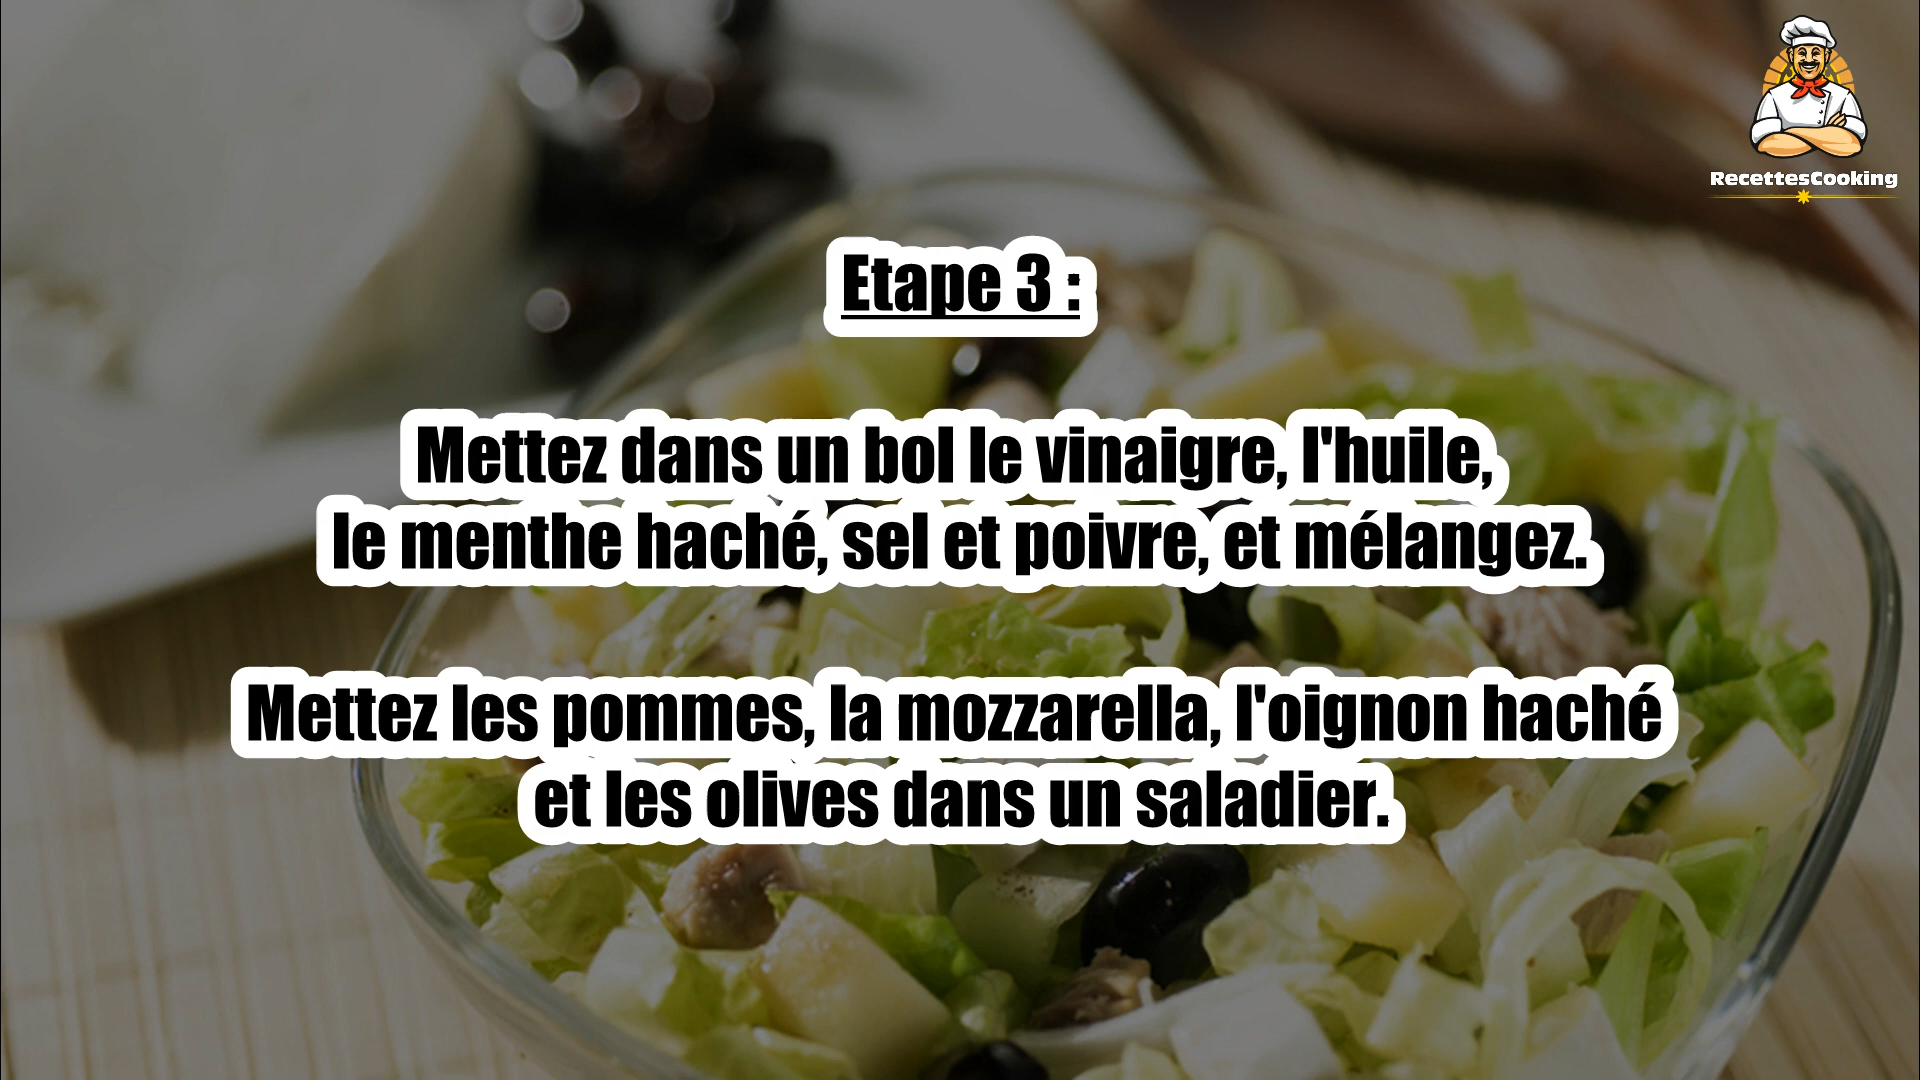 RecettesCooking
Etape 3 :
Mettez dans un bol le vinaigre, l'huile,
le menthe haché, sel et poivre, et mélangez.
Mettez les pommes, la mozzarella, l'oignon haché
et les olives dans un saladier.